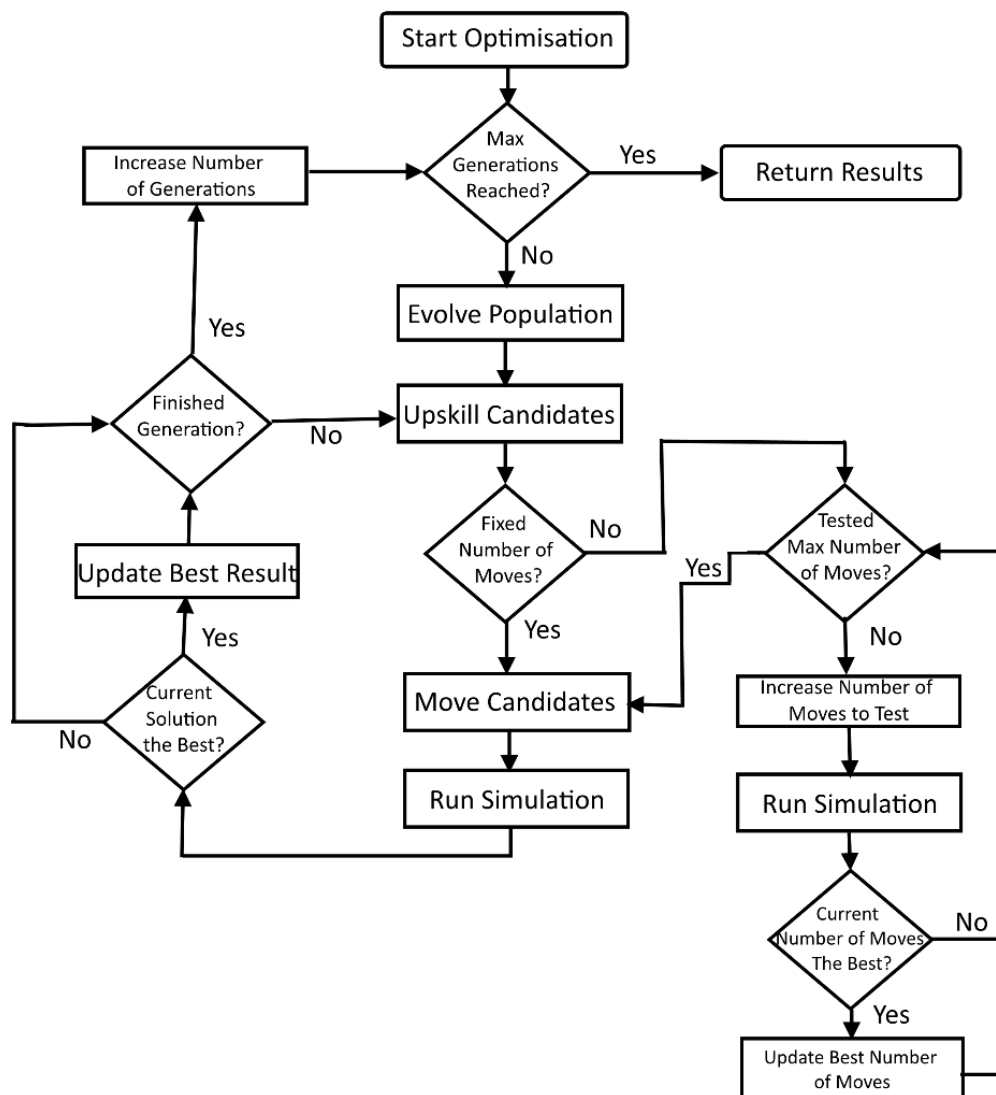 Start Optimisation
Max
Generations
Reached?
Yes
Return Results
Increase Number
of Generations
No
Evolve Population
Yes
Finished
Generation?
No
Upskill Candidates
Fixed
Number of
Moves?
No
Tested
Max Number
of Moves?
Yes
Update Best Result
Yes
Yes
No
Current
Solution
the Best?
No
Move Candidates
Increase Number of
Moves to Test
Run Simulation
Run Simulation
Current
Number of Moves
The Best?
No
Yes
Update Best Number
of Moves